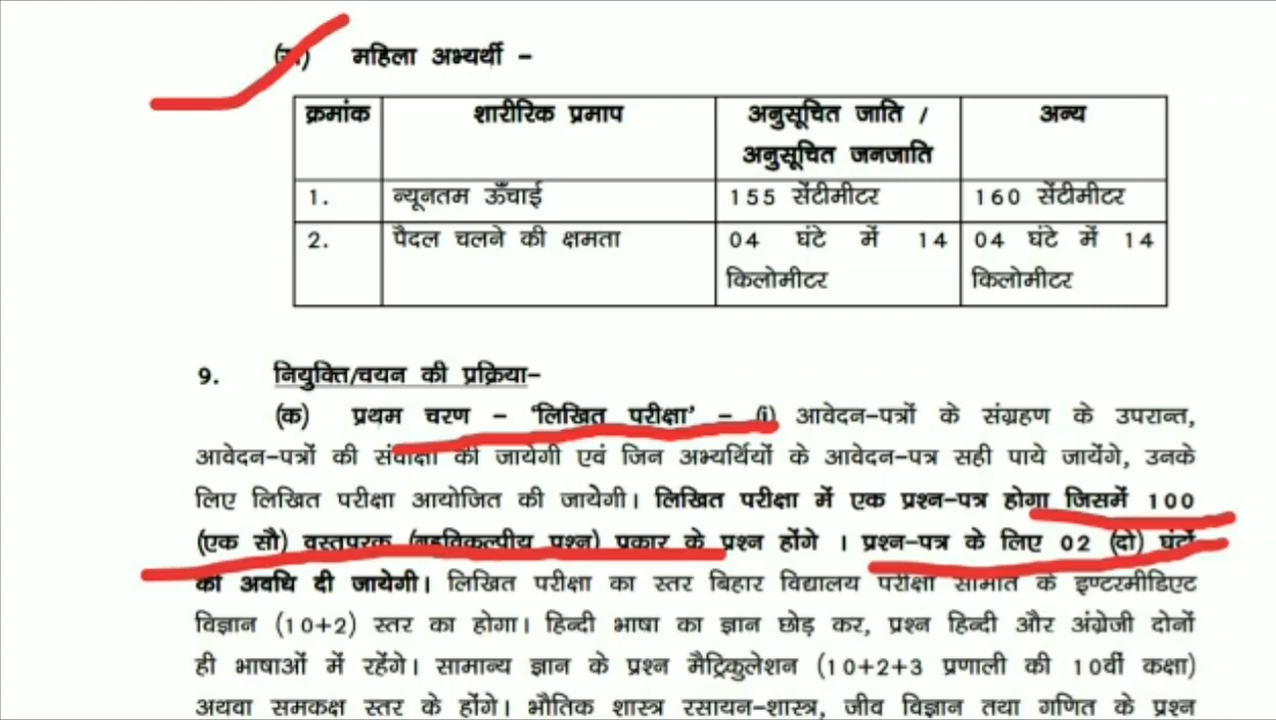 महिला अभ्यर्थी –
क्रमांक शारीरिक प्रमाप अनुसूचित जाति / अनुसूचित जनजाति अन्य
1. न्यूनतम ऊँचाई 155 सेंटीमीटर 160 सेंटीमीटर
2. पैदल चलने की क्षमता 04 घंटे में 14 किलोमीटर 04 घंटे में 14 किलोमीटर
9. नियुक्ति/चयन की प्रक्रिया–
(क) प्रथम चरण – ‘लिखित परीक्षा’ – (i) आवेदन–पत्रों के संग्रहण के उपरान्त,
आवेदन–पत्रों की संवीक्षा की जायेगी एवं जिन अभ्यर्थियों के आवेदन–पत्र सही पाये जायेंगे, उनके
लिए लिखित परीक्षा आयोजित की जायेगी। लिखित परीक्षा में एक प्रश्न–पत्र होगा जिसमें 100
(एक सौ) वस्तुपरक (बहुविकल्पीय प्रश्न) प्रकार के प्रश्न होंगे । प्रश्न–पत्र के लिए 02 (दो) घंटों
की अवधि दी जायेगी। लिखित परीक्षा का स्तर बिहार विद्यालय परीक्षा समिति के इण्टरमीडिएट
विज्ञान (10+2) स्तर का होगा। हिन्दी भाषा का ज्ञान छोड़ कर, प्रश्न हिन्दी और अंग्रेजी दोनों
ही भाषाओं में रहेंगे। सामान्य ज्ञान के प्रश्न मैट्रिकुलेशन (10+2+3 प्रणाली की 10वीं कक्षा)
अथवा समकक्ष स्तर के होंगे। भौतिक शास्त्र रसायन–शास्त्र, जीव विज्ञान तथा गणित के प्रश्न